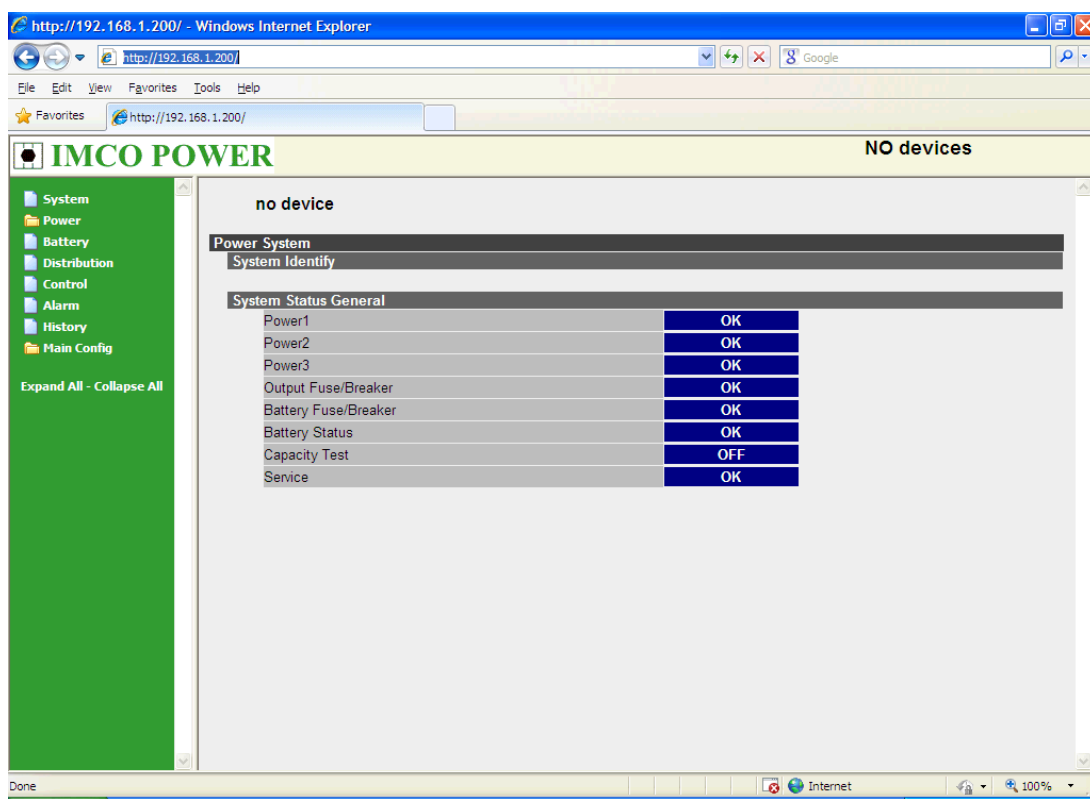 http://192.168.1.200/ - Windows Internet Explorer
http://192.168.1.200/
Google
File Edit View Favorites Tools Help
Favorites
http://192.168.1.200/
IMCO POWER
NO devices
System
Power
Battery
Distribution
Control
Alarm
History
Main Config
Expand All - Collapse All
no device
Power System
System Identify
System Status General
Power1 OK
Power2 OK
Power3 OK
Output Fuse/Breaker OK
Battery Fuse/Breaker OK
Battery Status OK
Capacity Test OFF
Service OK
Done
Internet
100%